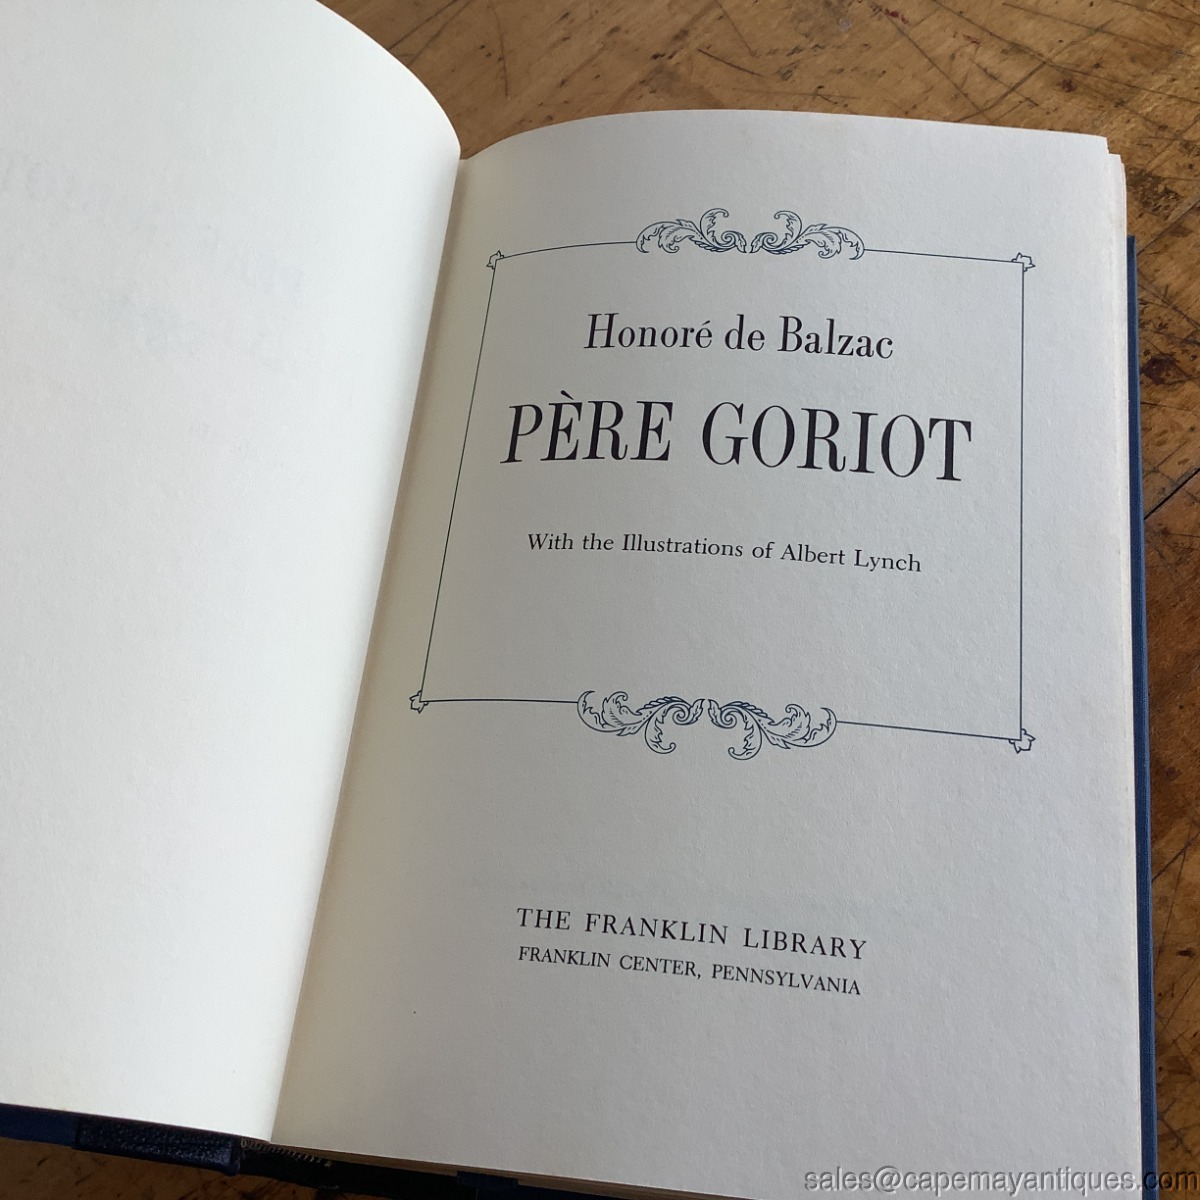 Honoré de Balzac
PÈRE GORIOT
With the Illustrations of Albert Lynch
THE FRANKLIN LIBRARY
FRANKLIN CENTER, PENNSYLVANIA
sales@capemayantiques.com